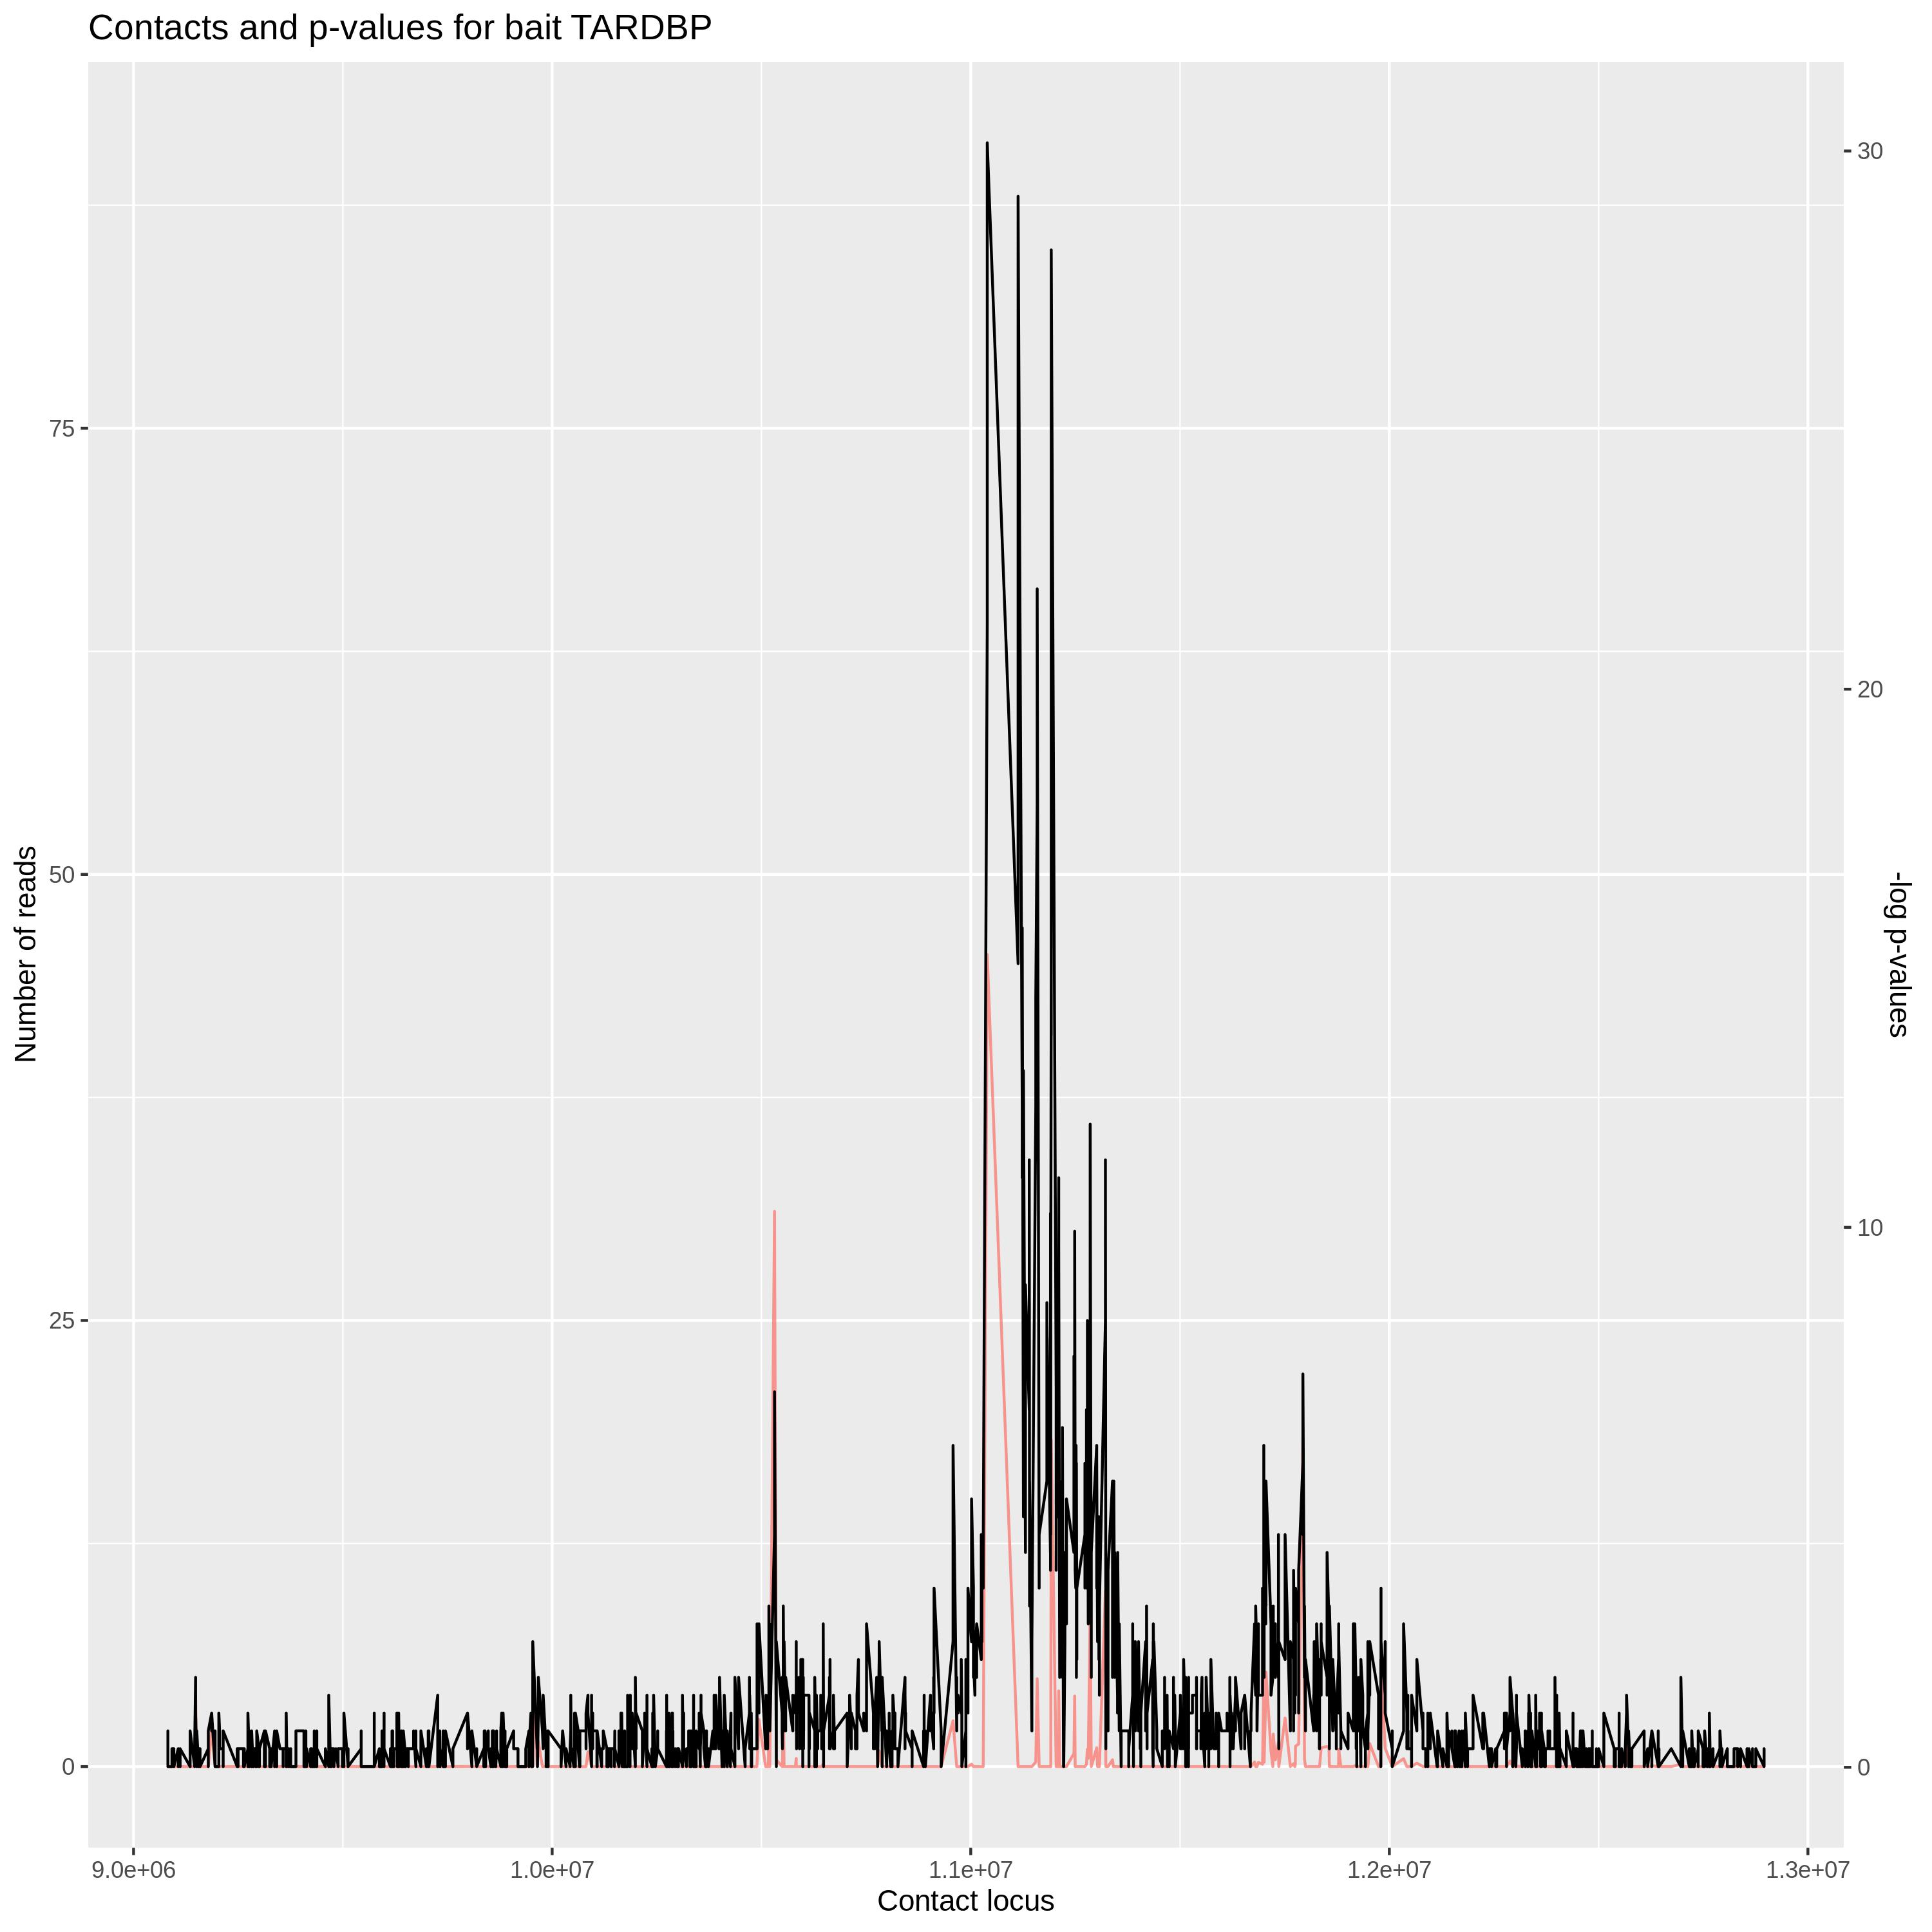 Contacts and p-values for bait TARDBP
75
50
25
0
Number of reads
30
20
10
0
-log p-values
9.0e+06 1.0e+07 1.1e+07 1.2e+07 1.3e+07
Contact locus